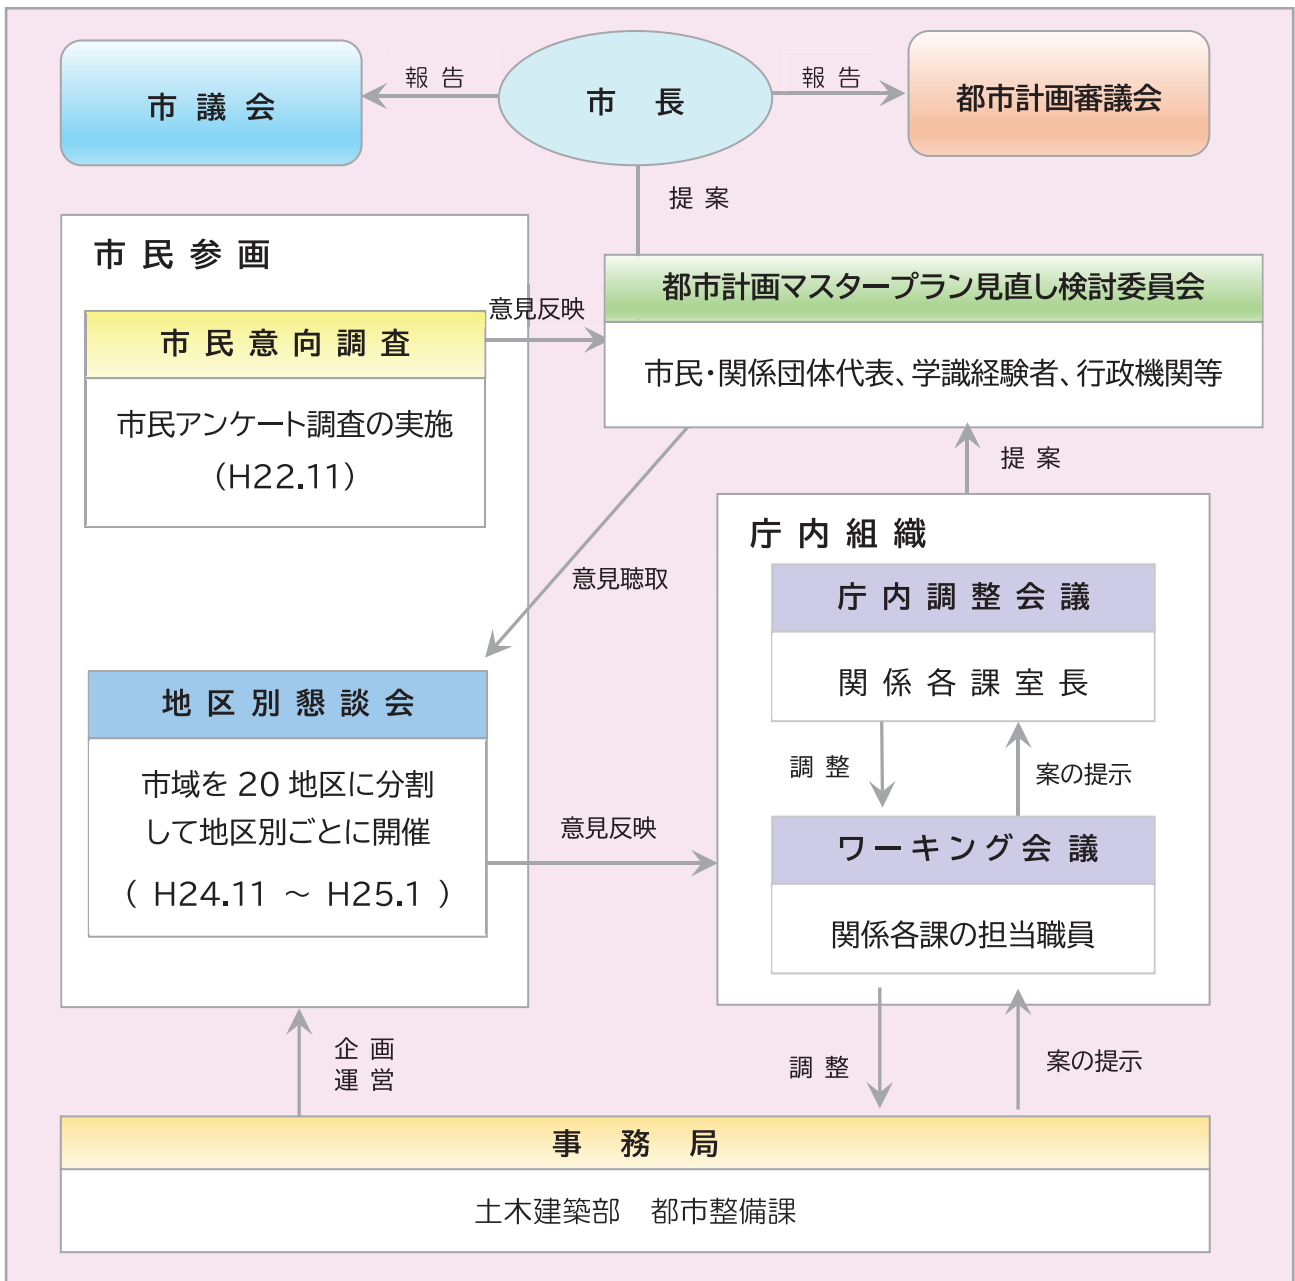 市議会
報告
市長
報告
都市計画審議会
提案
市民参画
都市計画マスタープラン見直し検討委員会
市民・関係団体代表、学識経験者、行政機関等
意見反映
市民意向調査
市民アンケート調査の実施
（H22.11）
提案
意見聴取
庁内組織
庁内調整会議
関係各課室長
地区別懇談会
市域を 20 地区に分割
して地区別ごとに開催
（ H24.11 ～ H25.1 ）
意見反映
調整
案の提示
ワーキング会議
関係各課の担当職員
企画
運営
調整
案の提示
事務局
土木建築部　都市整備課